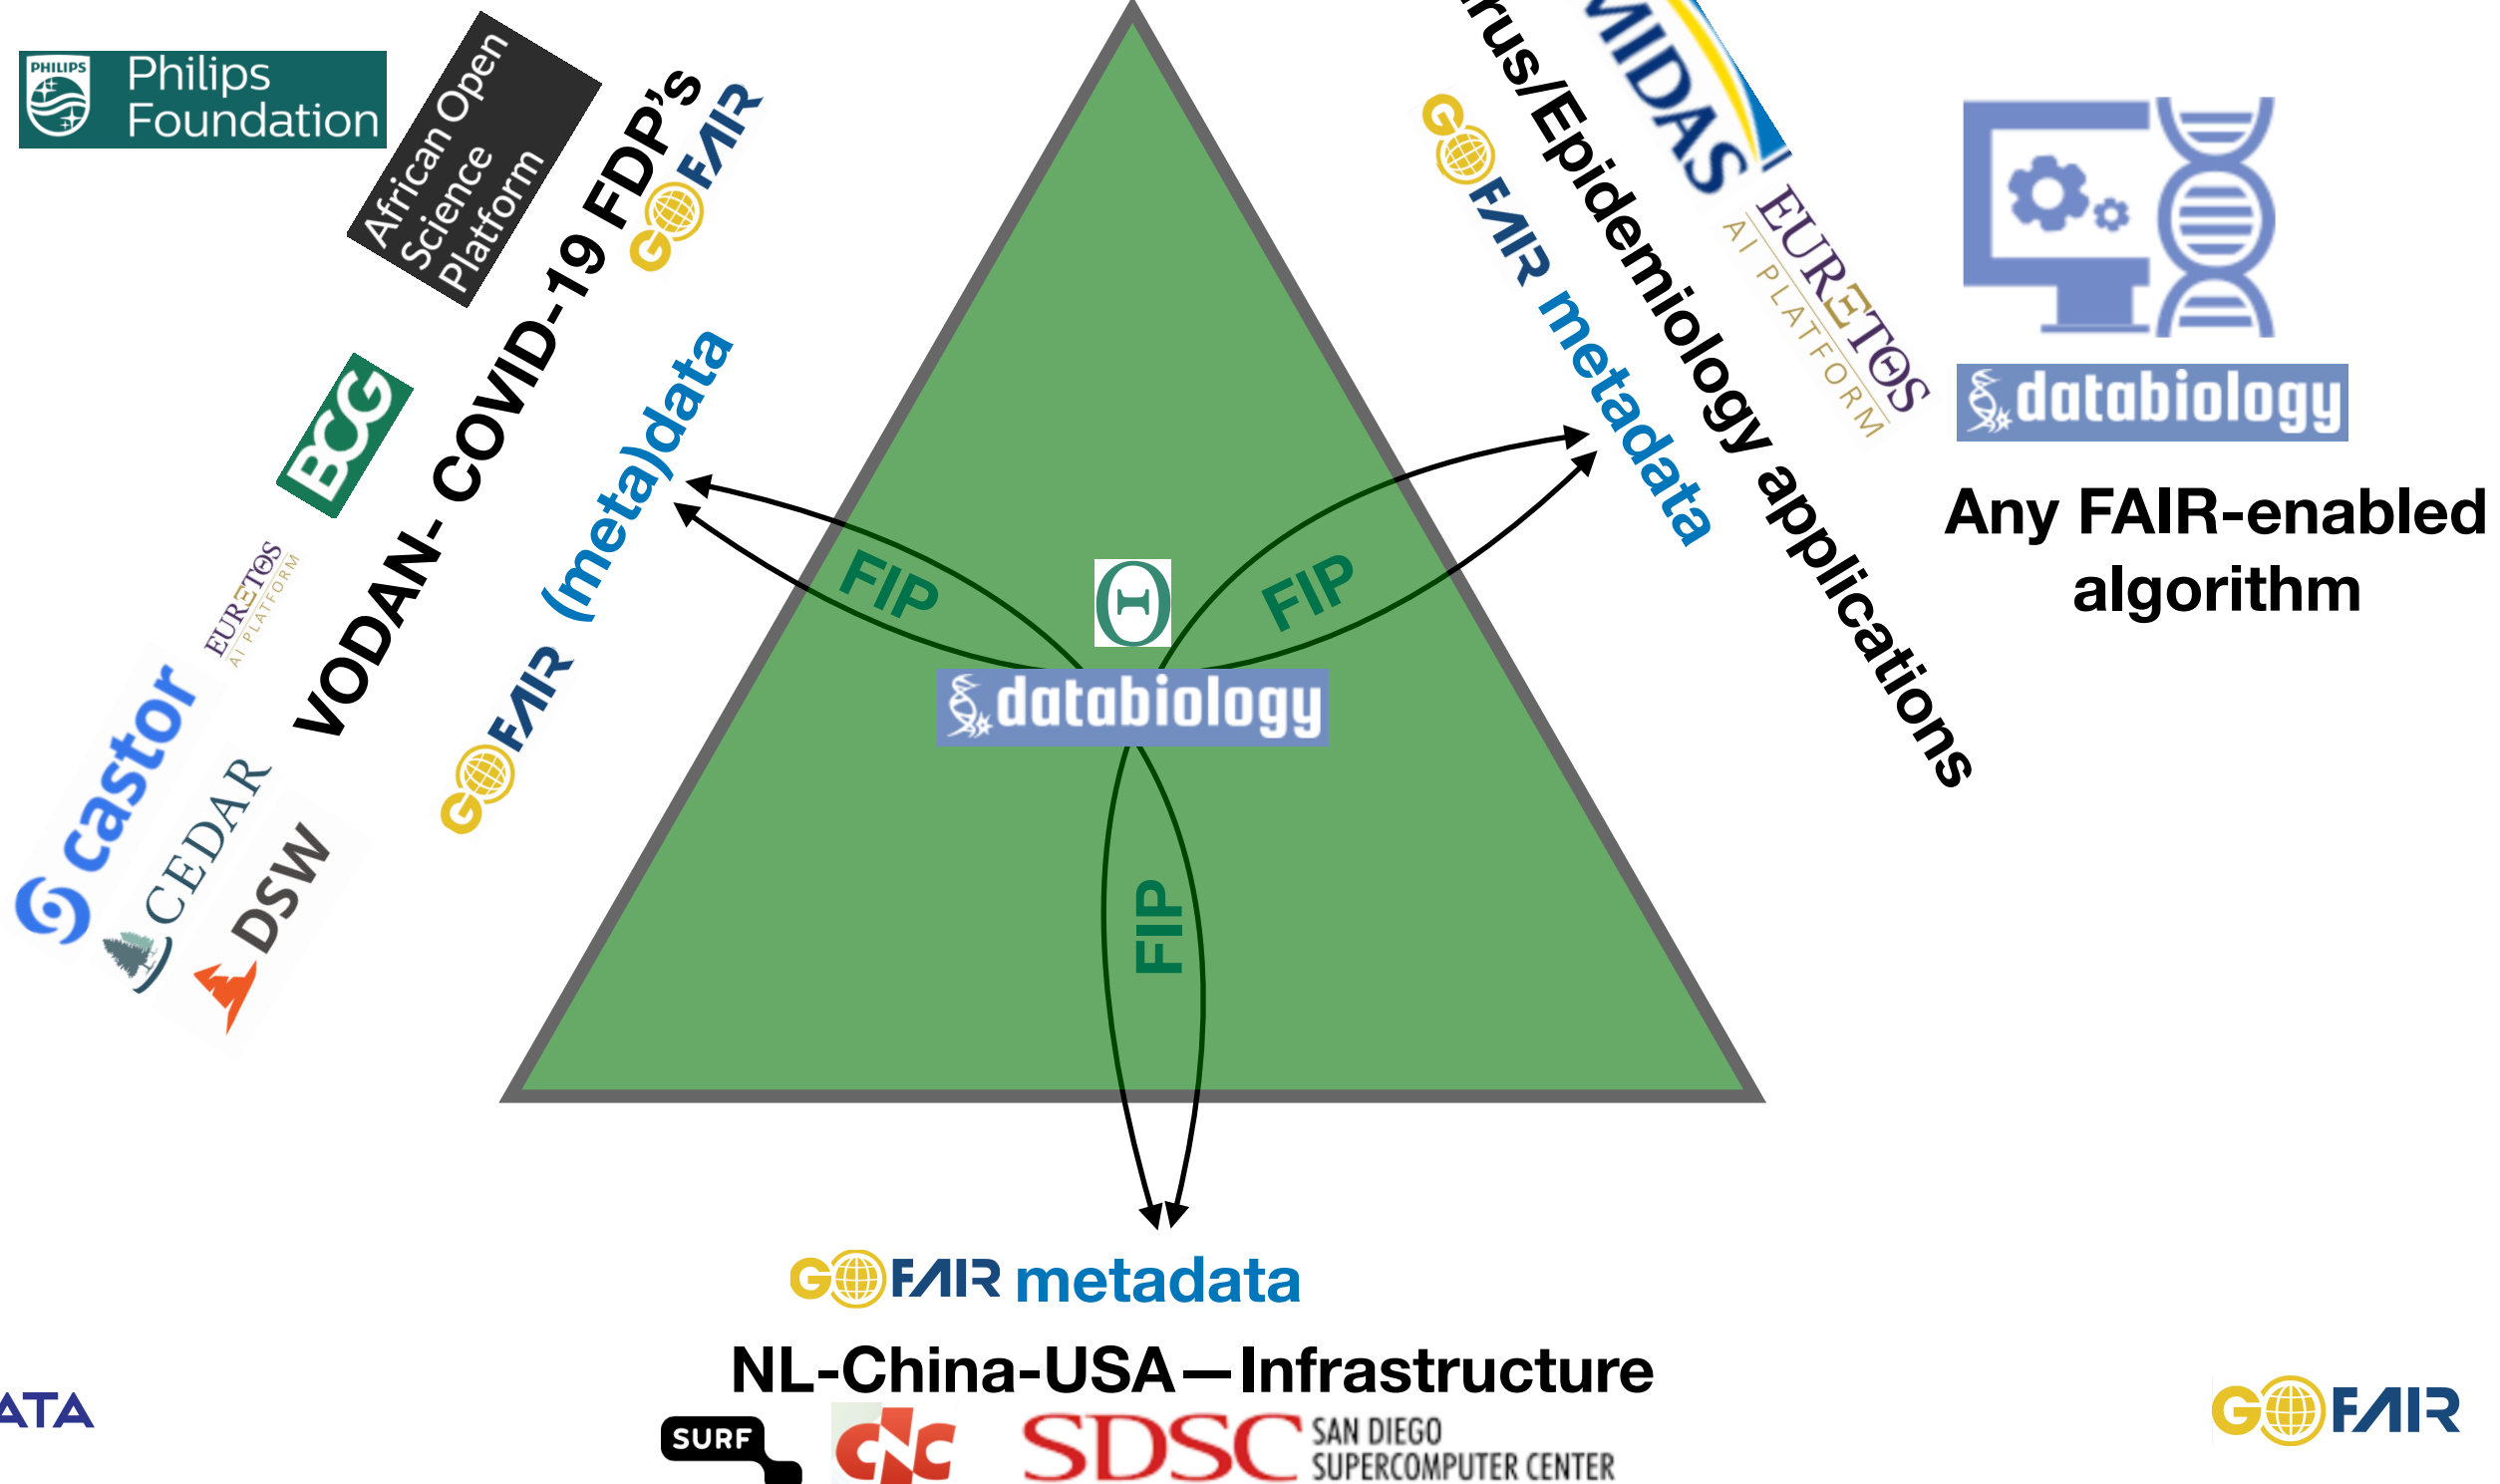 PHILIPS
Philips
Foundation
African Open
Science
Platform
BCG
VODAN- COVID-19 FDP’s
GO FAIR
GO FAIR (meta)data
EURETOS
AI PLATFORM
castor
CEDAR
DSW
MIDAS
EURETOS
AI PLATFORM
/Epidemiology applications
GO FAIR metadata
databiology
Any FAIR-enabled
algorithm
FIP
FIP
Θ
databiology
FIP
GO FAIR metadata
NL-China-USA—Infrastructure
SURF
SDSC SAN DIEGO
SUPERCOMPUTER CENTER
GO FAIR